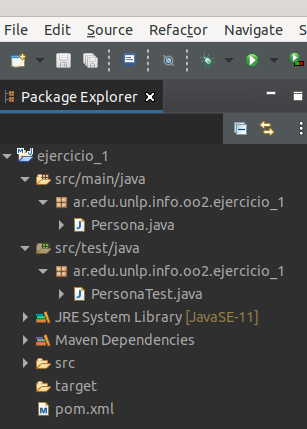 File Edit Source Refactor Navigate
Package Explorer
ejercicio_1
src/main/java
ar.edu.unlp.info.oo2.ejercicio_1
Persona.java
src/test/java
ar.edu.unlp.info.oo2.ejercicio_1
PersonaTest.java
JRE System Library [JavaSE-11]
Maven Dependencies
src
target
pom.xml